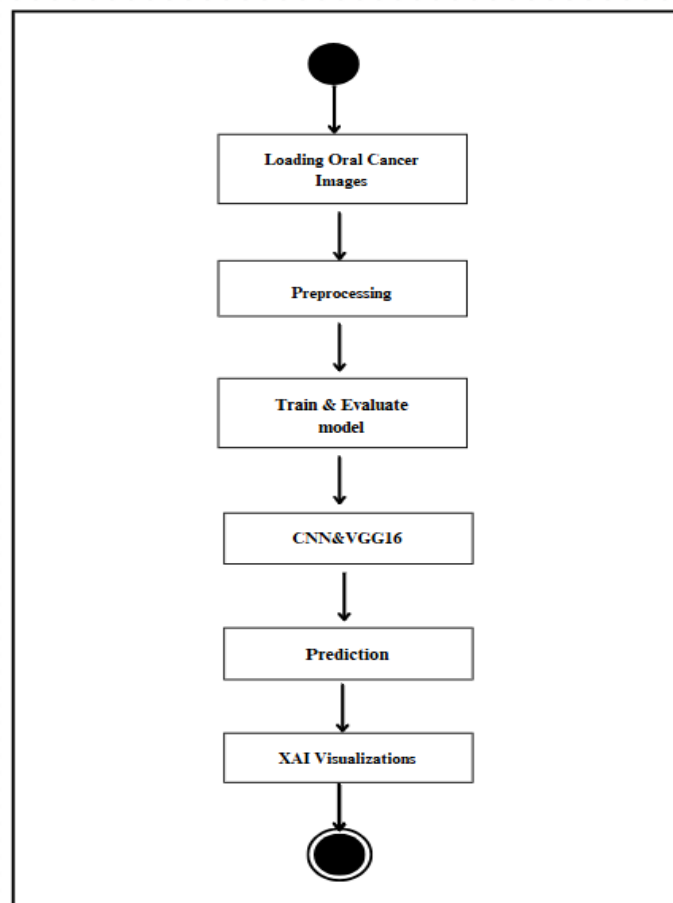 Loading Oral Cancer
Images
Preprocessing
Train & Evaluate
model
CNN&VGG16
Prediction
XAI Visualizations